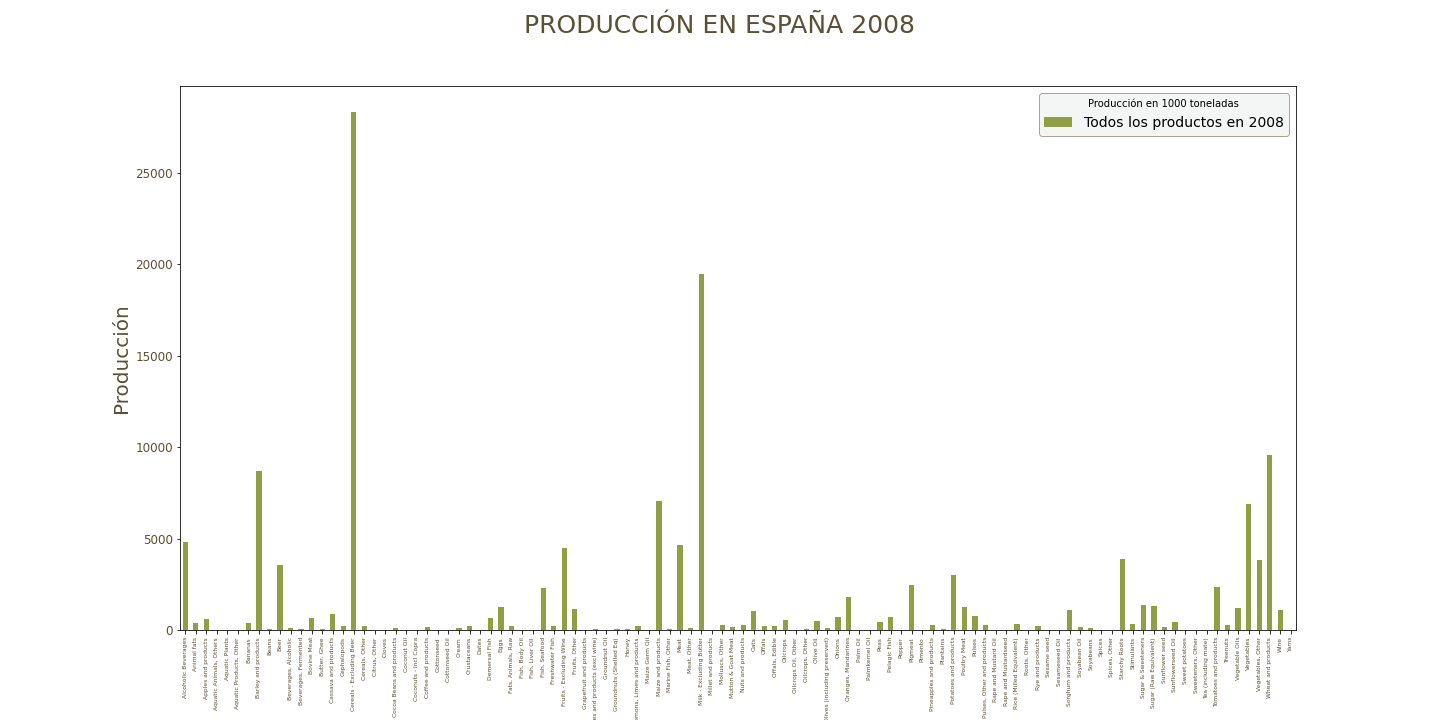 PRODUCCIÓN EN ESPAÑA 2008
Producción en 1000 toneladas
Todos los productos en 2008
Producción
25000
20000
15000
10000
5000
0
Alcoholic Beverages
Animal fats
Apples and products
Aquatic Animals, Others
Aquatic Plants
Aquatic Products, Other
Bananas
Barley and products
Beans
Beer
Beverages, Alcoholic
Beverages, Fermented
Bovine Meat
Butter, Ghee
Cassava and products
Cephalopods
Cereals - Excluding Beer
Cereals, Other
Citrus, Other
Cloves
Cocoa Beans and products
Coconut Oil
Coconuts - Incl Copra
Coffee and products
Cottonseed
Cottonseed Oil
Cream
Crustaceans
Dates
Demersal Fish
Eggs
Fats, Animals, Raw
Fish, Body Oil
Fish, Liver Oil
Fish, Seafood
Freshwater Fish
Fruits - Excluding Wine
Fruits, Other
Grapefruit and products
es and products (excl wine)
Groundnut Oil
Groundnuts (Shelled Eq)
Honey
emons, Limes and products
Maize Germ Oil
Maize and products
Marine Fish, Other
Meat
Meat, Other
Milk - Excluding Butter
Millet and products
Molluscs, Other
Mutton & Goat Meat
Nuts and products
Oats
Offals
Offals, Edible
Oilcrops
Oilcrops Oil, Other
Oilcrops, Other
Olive Oil
lives (including preserved)
Onions
Oranges, Mandarines
Palm Oil
Palmkernel Oil
Peas
Pelagic Fish
Pepper
Pigmeat
Pimento
Pineapples and products
Plantains
Potatoes and products
Poultry Meat
Pulses
Pulses, Other and products
Rape and Mustard Oil
Rape and Mustardseed
Rice (Milled Equivalent)
Roots, Other
Rye and products
Sesame seed
Sesameseed Oil
Sorghum and products
Soyabean Oil
Soyabeans
Spices
Spices, Other
Starchy Roots
Stimulants
Sugar & Sweeteners
Sugar (Raw Equivalent)
Sunflower seed
Sunflowerseed Oil
Sweet potatoes
Sweeteners, Other
Tea (including mate)
Tomatoes and products
Treenuts
Vegetable Oils
Vegetables
Vegetables, Other
Wheat and products
Wine
Yams